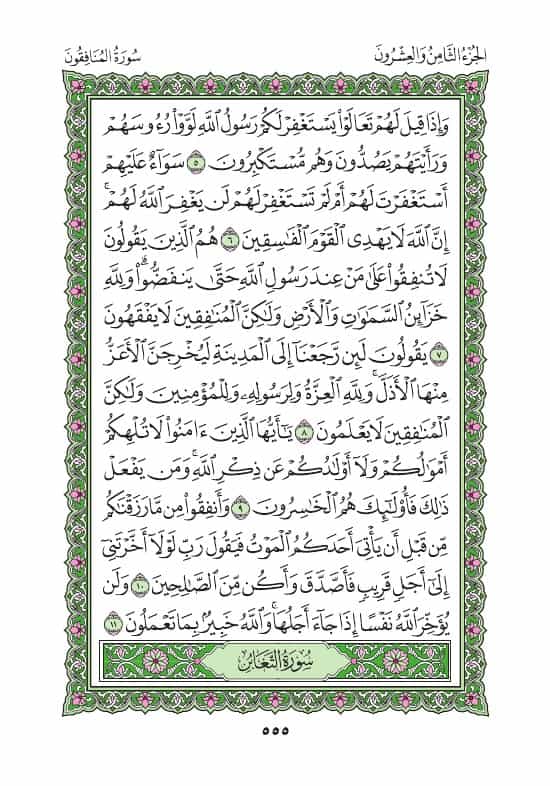 سُورَةُ المُنَافِقُونَ
الجُزْءُ الثَّامِنُ وَالعِشْرُونَ
وَإِذَا قِيلَ لَهُمْ تَعَالَوْا۟ يَسْتَغْفِرْ لَكُمْ رَسُولُ ٱللَّهِ لَوَّوْا۟ رُءُوسَهُمْ
وَرَأَيْتَهُمْ يَصُدُّونَ وَهُم مُّسْتَكْبِرُونَ ٥ سَوَآءٌ عَلَيْهِمْ
أَسْتَغْفَرْتَ لَهُمْ أَمْ لَمْ تَسْتَغْفِرْ لَهُمْ لَن يَغْفِرَ ٱللَّهُ لَهُمْ ۚ
إِنَّ ٱللَّهَ لَا يَهْدِى ٱلْقَوْمَ ٱلْفَـٰسِقِينَ ٦ هُمُ ٱلَّذِينَ يَقُولُونَ
لَا تُنفِقُوا۟ عَلَىٰ مَنْ عِندَ رَسُولِ ٱللَّهِ حَتَّىٰ يَنفَضُّوا۟ ۗ وَلِلَّهِ
خَزَآئِنُ ٱلسَّمَـٰوَٰتِ وَٱلْأَرْضِ وَلَـٰكِنَّ ٱلْمُنَـٰفِقِينَ لَا يَفْقَهُونَ
٧ يَقُولُونَ لَئِن رَّجَعْنَآ إِلَى ٱلْمَدِينَةِ لَيُخْرِجَنَّ ٱلْأَعَزُّ
مِنْهَا ٱلْأَذَلَّ ۚ وَلِلَّهِ ٱلْعِزَّةُ وَلِرَسُولِهِۦ وَلِلْمُؤْمِنِينَ وَلَـٰكِنَّ
ٱلْمُنَـٰفِقِينَ لَا يَعْلَمُونَ ٨ يَـٰٓأَيُّهَا ٱلَّذِينَ ءَامَنُوا۟ لَا تُلْهِكُمْ
أَمْوَٰلُكُمْ وَلَآ أَوْلَـٰدُكُمْ عَن ذِكْرِ ٱللَّهِ ۚ وَمَن يَفْعَلْ
ذَٰلِكَ فَأُو۟لَـٰٓئِكَ هُمُ ٱلْخَـٰسِرُونَ ٩ وَأَنفِقُوا۟ مِن مَّا رَزَقْنَـٰكُم
مِّن قَبْلِ أَن يَأْتِىَ أَحَدَكُمُ ٱلْمَوْتُ فَيَقُولَ رَبِّ لَوْلَآ أَخَّرْتَنِىٓ
إِلَىٰٓ أَجَلٍ قَرِيبٍ فَأَصَّدَّقَ وَأَكُن مِّنَ ٱلصَّـٰلِحِينَ ١٠ وَلَن
يُؤَخِّرَ ٱللَّهُ نَفْسًا إِذَا جَآءَ أَجَلُهَا ۚ وَٱللَّهُ خَبِيرٌۢ بِمَا تَعْمَلُونَ ١١
سُورَةُ التَّغَابُنِ
٥٥٥